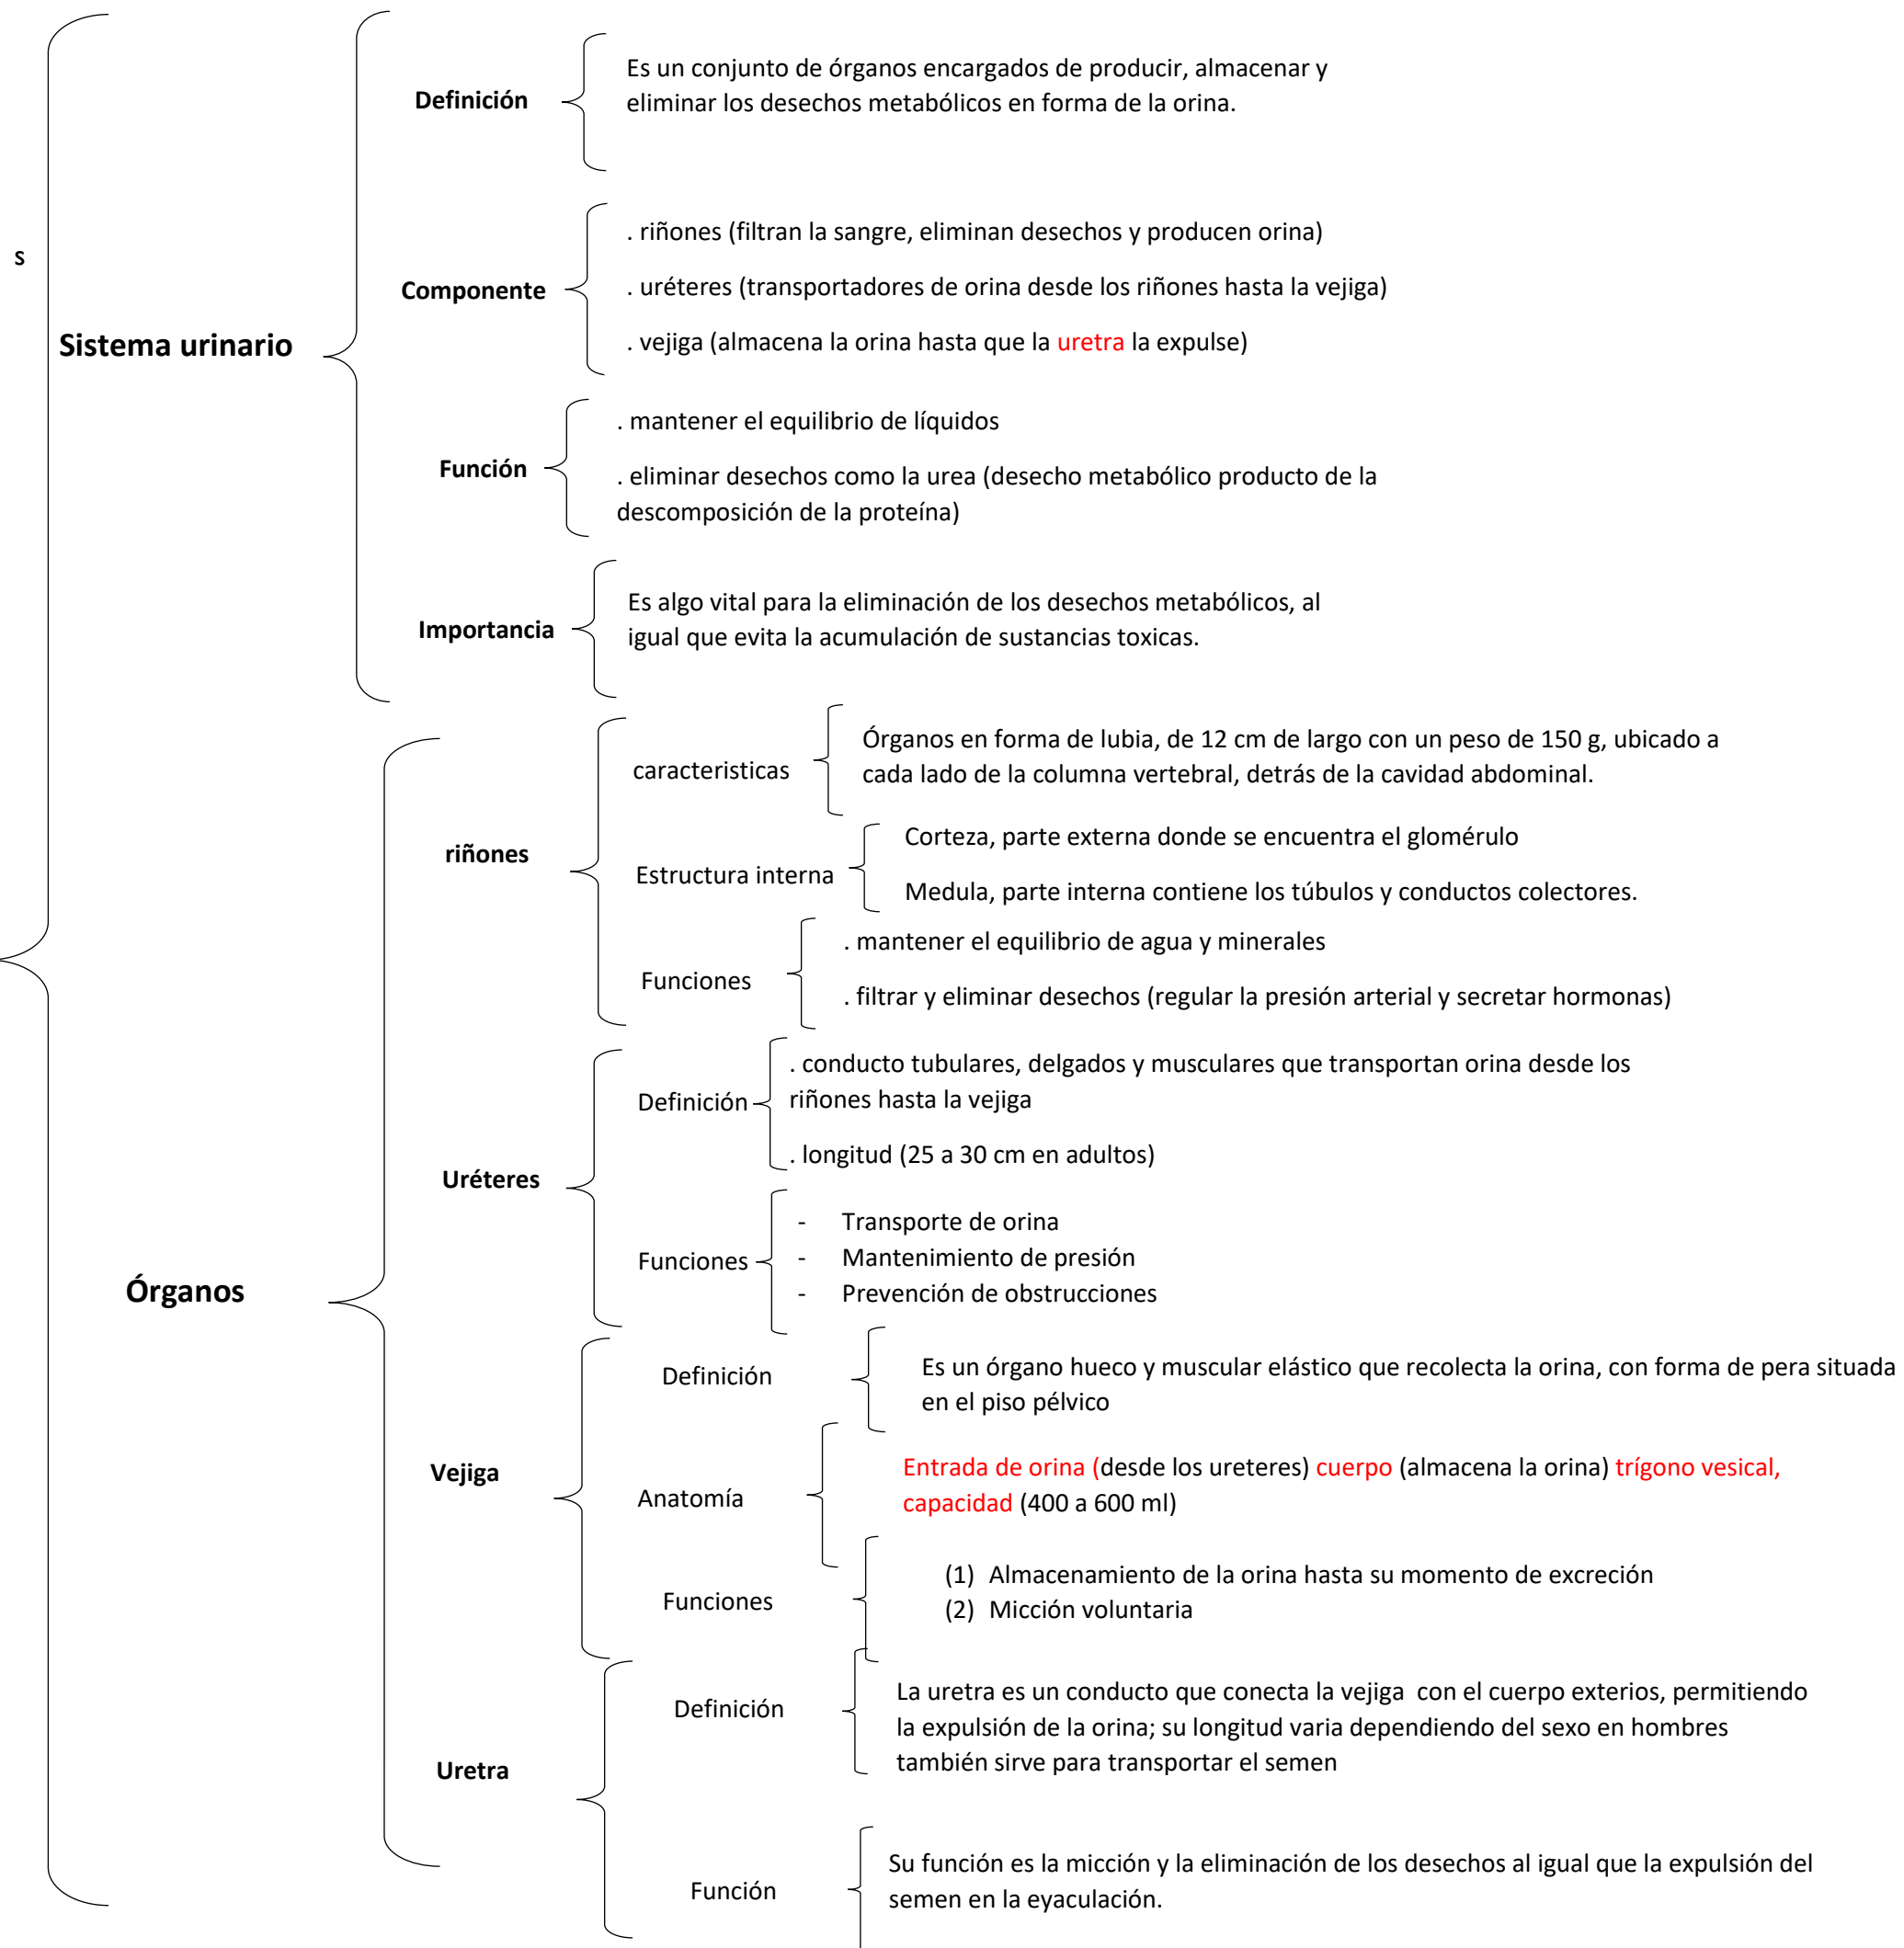 s
Sistema urinario
Definición
Es un conjunto de órganos encargados de producir, almacenar y
eliminar los desechos metabólicos en forma de la orina.
Componente
. riñones (filtran la sangre, eliminan desechos y producen orina)
. uréteres (transportadores de orina desde los riñones hasta la vejiga)
. vejiga (almacena la orina hasta que la uretra la expulse)
Función
. mantener el equilibrio de líquidos
. eliminar desechos como la urea (desecho metabólico producto de la
descomposición de la proteína)
Importancia
Es algo vital para la eliminación de los desechos metabólicos, al
igual que evita la acumulación de sustancias toxicas.
Órganos
riñones
caracteristicas
Órganos en forma de lubia, de 12 cm de largo con un peso de 150 g, ubicado a
cada lado de la columna vertebral, detrás de la cavidad abdominal.
Estructura interna
Corteza, parte externa donde se encuentra el glomérulo
Medula, parte interna contiene los túbulos y conductos colectores.
Funciones
. mantener el equilibrio de agua y minerales
. filtrar y eliminar desechos (regular la presión arterial y secretar hormonas)
Uréteres
Definición
. conducto tubulares, delgados y musculares que transportan orina desde los
riñones hasta la vejiga
. longitud (25 a 30 cm en adultos)
Funciones
- Transporte de orina
- Mantenimiento de presión
- Prevención de obstrucciones
Vejiga
Definición
Es un órgano hueco y muscular elástico que recolecta la orina, con forma de pera situada
en el piso pélvico
Anatomía
Entrada de orina (desde los ureteres) cuerpo (almacena la orina) trígono vesical,
capacidad (400 a 600 ml)
Funciones
(1) Almacenamiento de la orina hasta su momento de excreción
(2) Micción voluntaria
Uretra
Definición
La uretra es un conducto que conecta la vejiga con el cuerpo exterios, permitiendo
la expulsión de la orina; su longitud varia dependiendo del sexo en hombres
también sirve para transportar el semen
Función
Su función es la micción y la eliminación de los desechos al igual que la expulsión del
semen en la eyaculación.